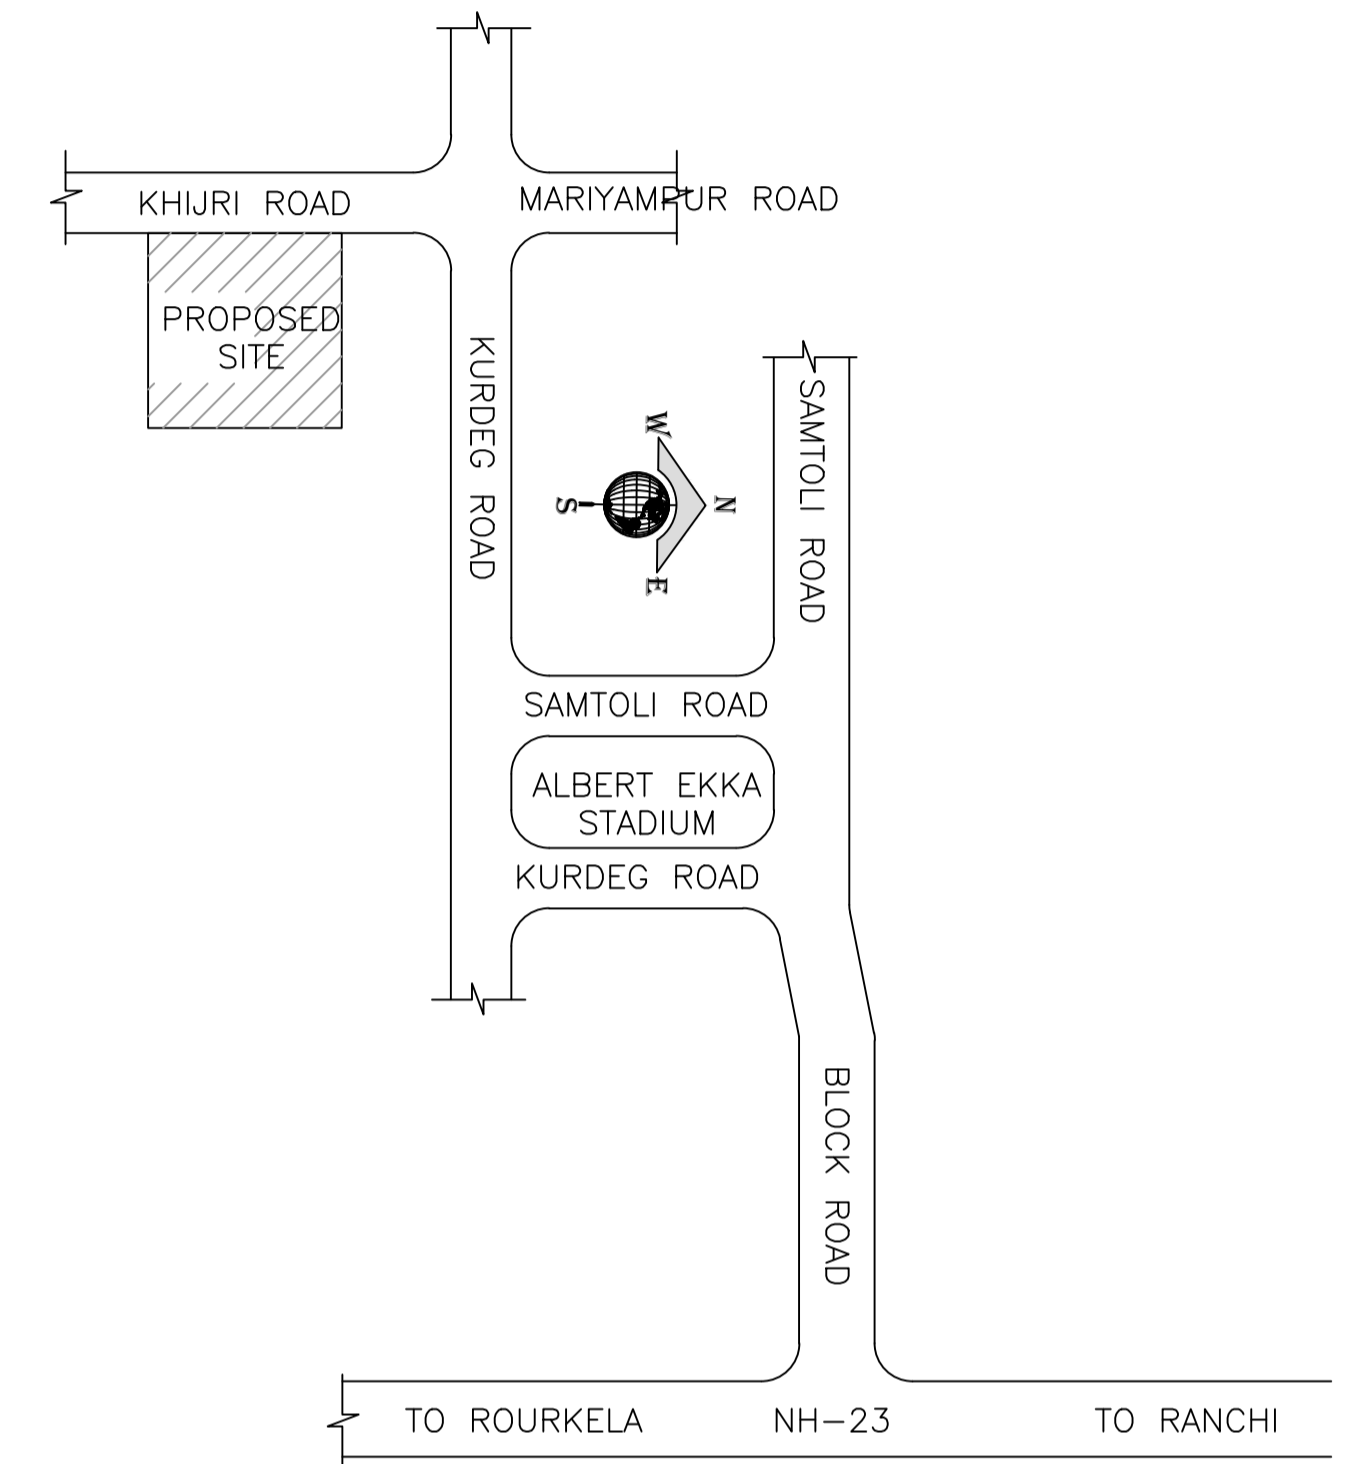 KHIJRI ROAD
MARIYAMPUR ROAD
PROPOSED
SITE
KURDEG ROAD
SAMTOLI ROAD
W
N
S
E
SAMTOLI ROAD
ALBERT EKKA
STADIUM
KURDEG ROAD
BLOCK ROAD
TO ROURKELA
NH-23
TO RANCHI